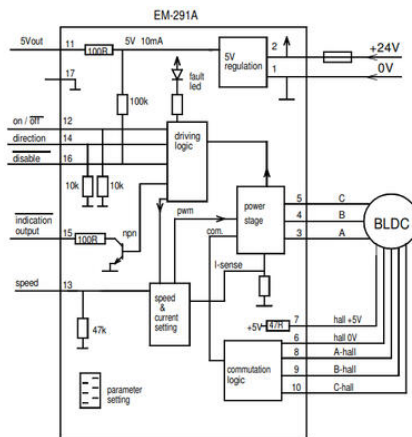 EM-291A
5Vout 11 100R 5V 10mA 5V regulation 2 +24V
1 0V
17
fault led
100k
on / off 12
direction 14
disable 16
driving logic
10k 10k
power stage
5 C
4 B
3 A
BLDC
pwm
com.
indication output 15 100R npn
I-sense
speed 13
speed & current setting
47k
+5V 47R 7 hall +5V
6 hall 0V
commutation logic
8 A-hall
9 B-hall
10 C-hall
parameter setting